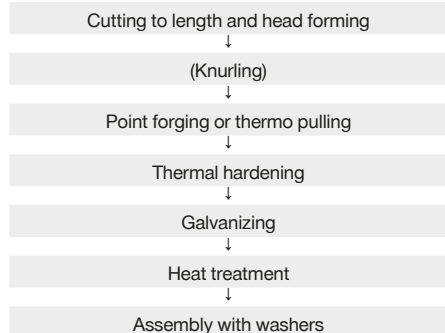 Cutting to length and head forming
↓
(Knurling)
↓
Point forging or thermo pulling
↓
Thermal hardening
↓
Galvanizing
↓
Heat treatment
↓
Assembly with washers